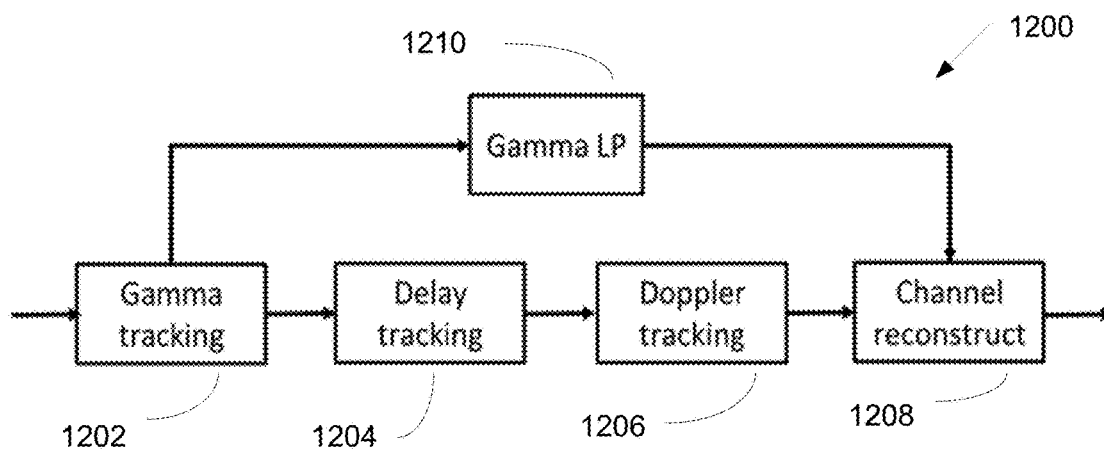 1210
1200
Gamma LP
Gamma
tracking
Delay
tracking
Doppler
tracking
Channel
reconstruct
1202
1204
1206
1208